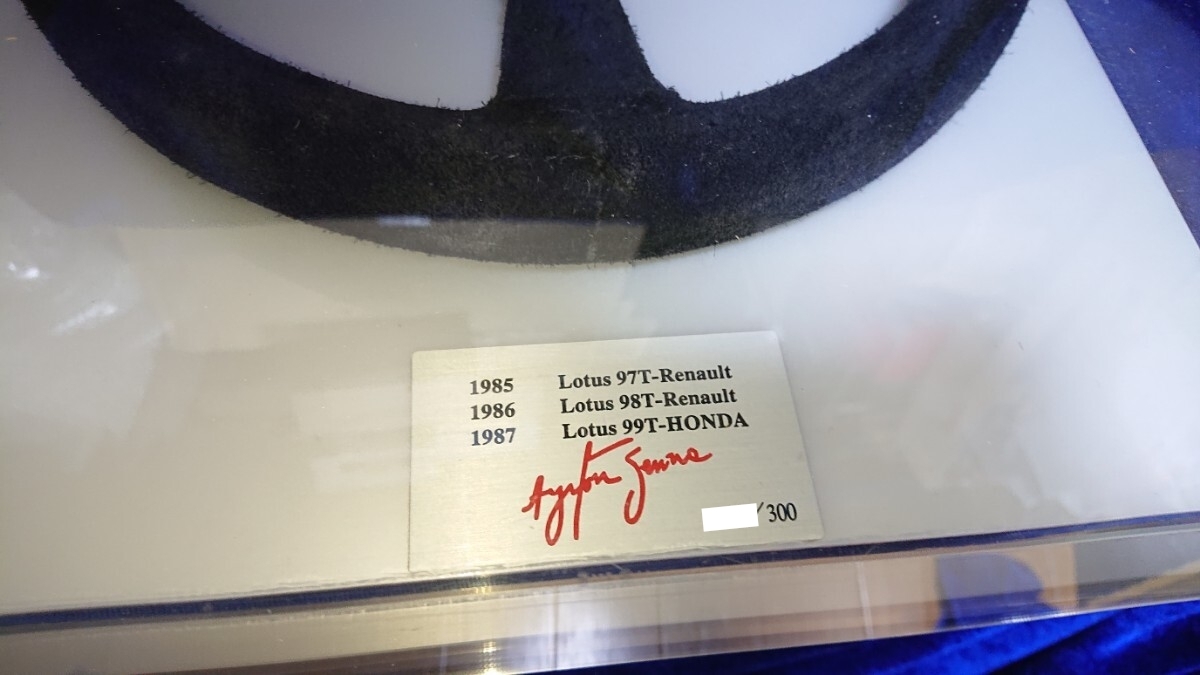 1985 Lotus 97T-Renault
1986 Lotus 98T-Renault
1987 Lotus 99T-HONDA
Ayrton Senna
/300